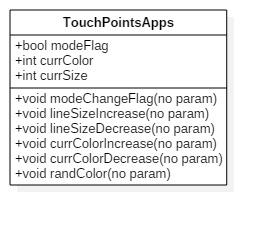 TouchPointsApps
+bool modeFlag
+int currColor
+int currSize
+void modeChangeFlag(no param)
+void lineSizeIncrease(no param)
+void lineSizeDecrease(no param)
+void currColorIncrease(no param)
+void currColorDecrease(no param)
+void randColor(no param)